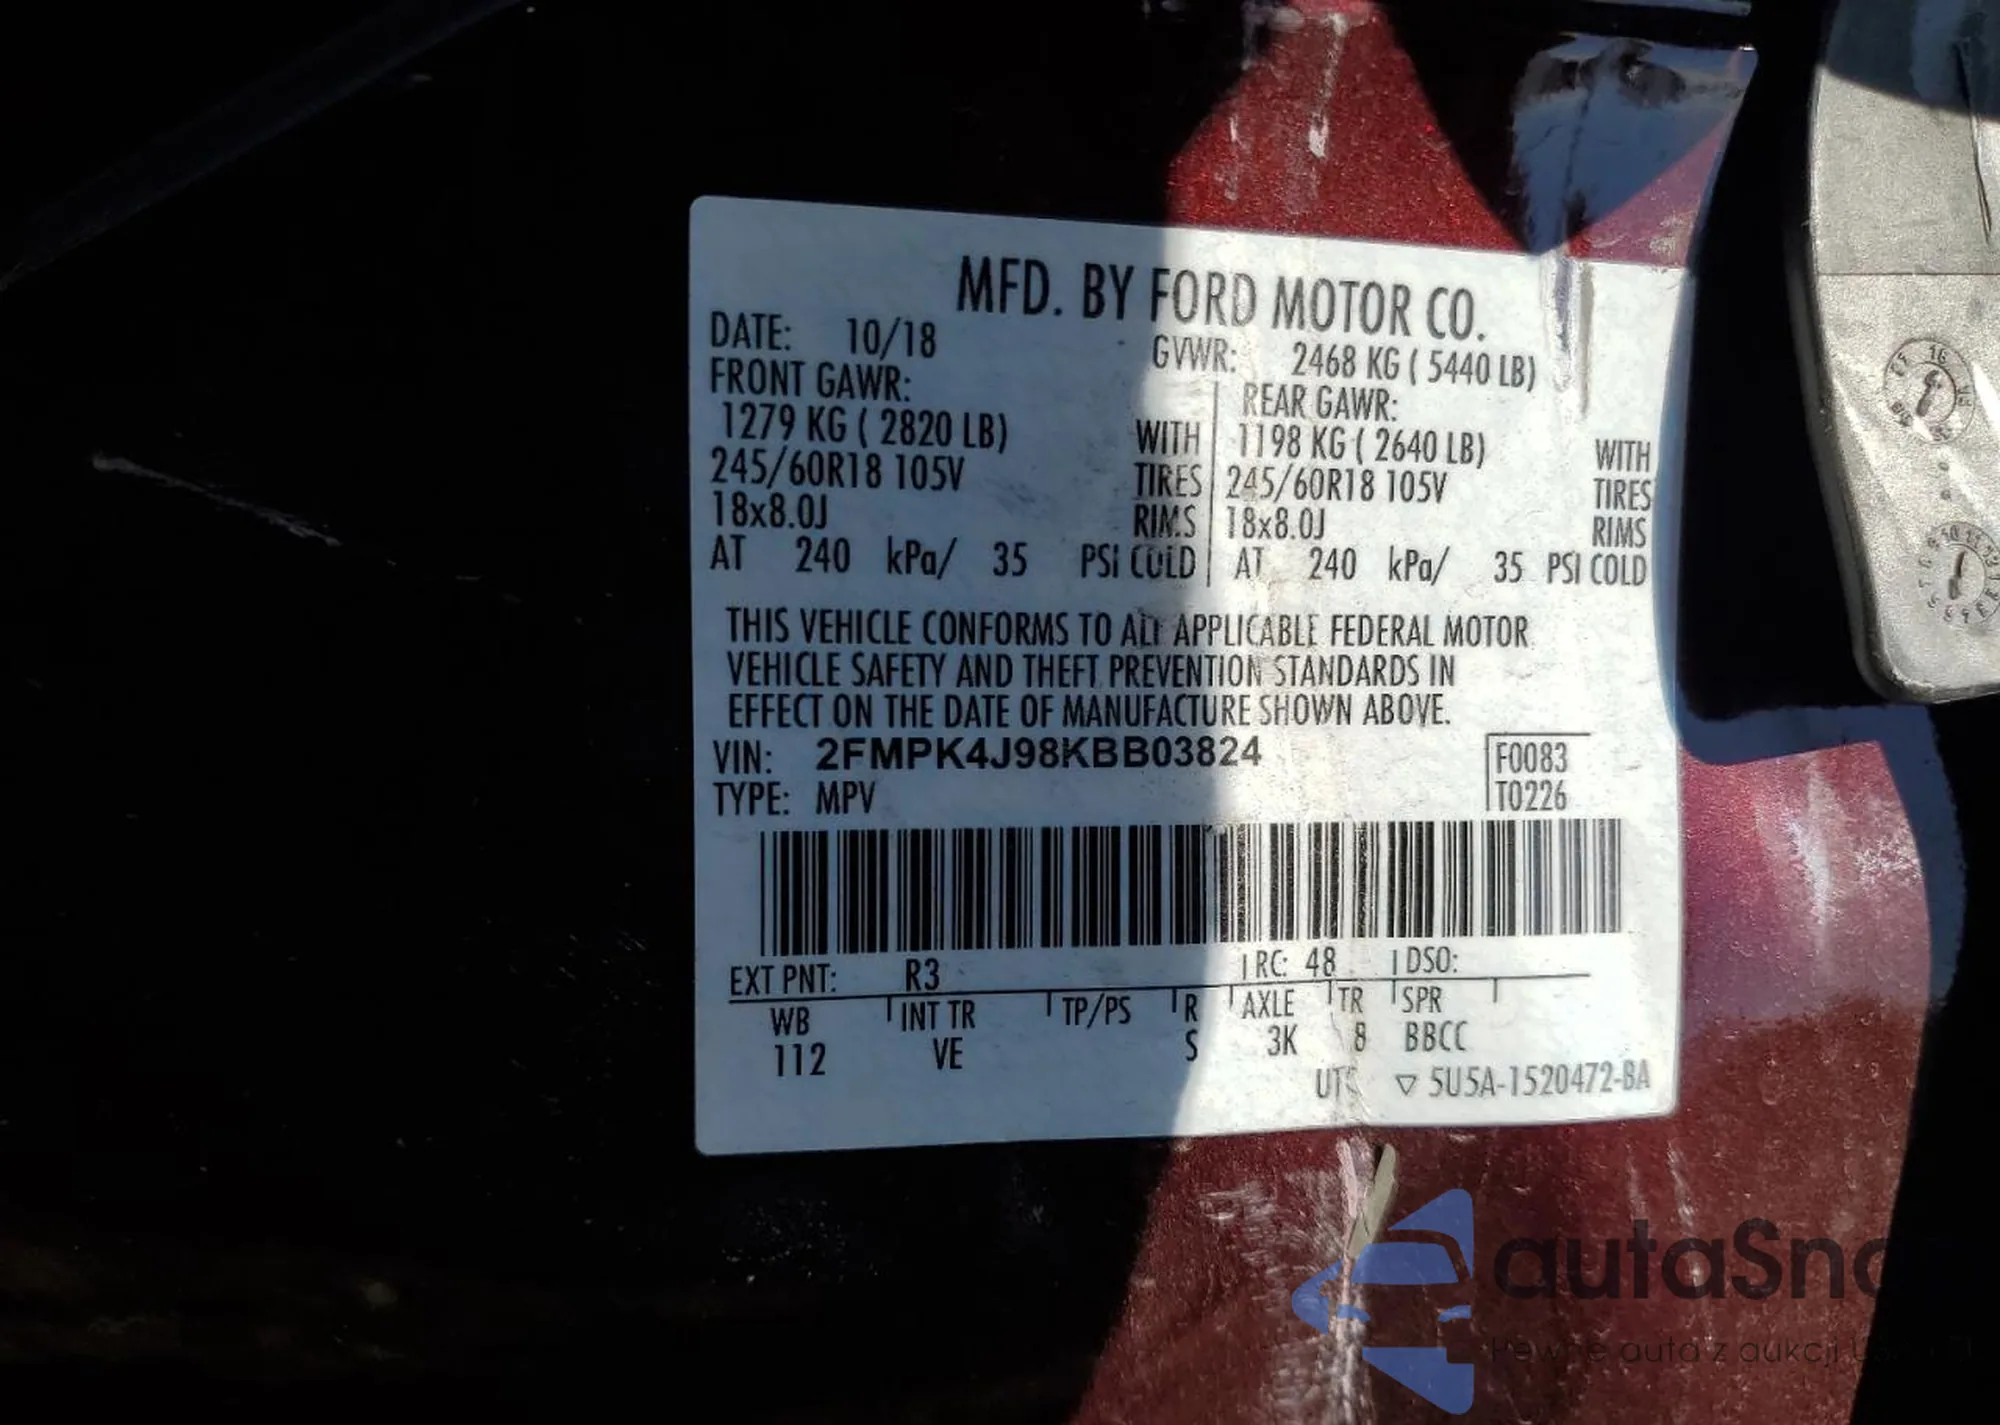 MFD. BY FORD MOTOR CO.
DATE: 10/18 GVWR: 2468 KG ( 5440 LB)
FRONT GAWR: REAR GAWR:
1279 KG ( 2820 LB) WITH 1198 KG ( 2640 LB) WITH
245/60R18 105V TIRES 245/60R18 105V TIRES
18x8.0J RIMS 18x8.0J RIMS
AT 240 kPa/ 35 PSI COLD AT 240 kPa/ 35 PSI COLD
THIS VEHICLE CONFORMS TO ALL APPLICABLE FEDERAL MOTOR
VEHICLE SAFETY AND THEFT PREVENTION STANDARDS IN
EFFECT ON THE DATE OF MANUFACTURE SHOWN ABOVE.
VIN: 2FMPK4J98KBB03824 F0083
TYPE: MPV T0226
EXT PNT: R3 RC: 48 DSO:
WB INT TR TP/PS R AXLE TR SPR
112 VE S 3K 8 BBCC
UTS ▽ 5U5A-1520472-BA
autaSn
Pewne auta z aukcji